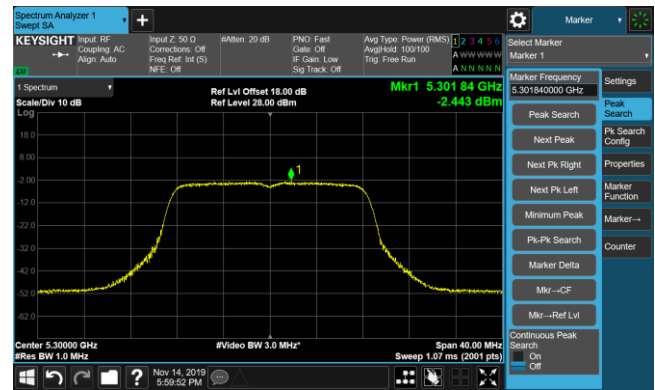 Spectrum Analyzer 1
Swept SA
Marker
KEYSIGHT
Input: RF
Coupling: AC
Align: Auto
Input Z: 50 Ω
Corrections: Off
Freq Ref: Int (S)
NFE: Off
#Atten: 20 dB
PNO: Fast
Gate: Off
IF Gain: Low
Sig Track: Off
Avg Type: Power (RMS)
Avg|Hold: 100/100
Trig: Free Run
1 2 3 4 5 6
A W W W W W
A N N N N N
LXI
Select Marker
Marker 1
1 Spectrum
Scale/Div 10 dB
Log
Ref Lvl Offset 18.00 dB
Ref Level 28.00 dBm
Mkr1 5.301 84 GHz
-2.443 dBm
18.0
8.00
-2.00
-12.0
-22.0
-32.0
-42.0
-52.0
-62.0
1
Center 5.30000 GHz
#Res BW 1.0 MHz
#Video BW 3.0 MHz*
Span 40.00 MHz
Sweep 1.07 ms (2001 pts)
Marker Frequency
5.301840000 GHz
Peak Search
Next Peak
Next Pk Right
Next Pk Left
Minimum Peak
Pk-Pk Search
Marker Delta
Mkr→CF
Mkr→Ref Lvl
Continuous Peak
Search
On
Off
Settings
Peak
Search
Pk Search
Config
Properties
Marker
Function
Marker→
Counter
?
Nov 14, 2019
5:59:52 PM